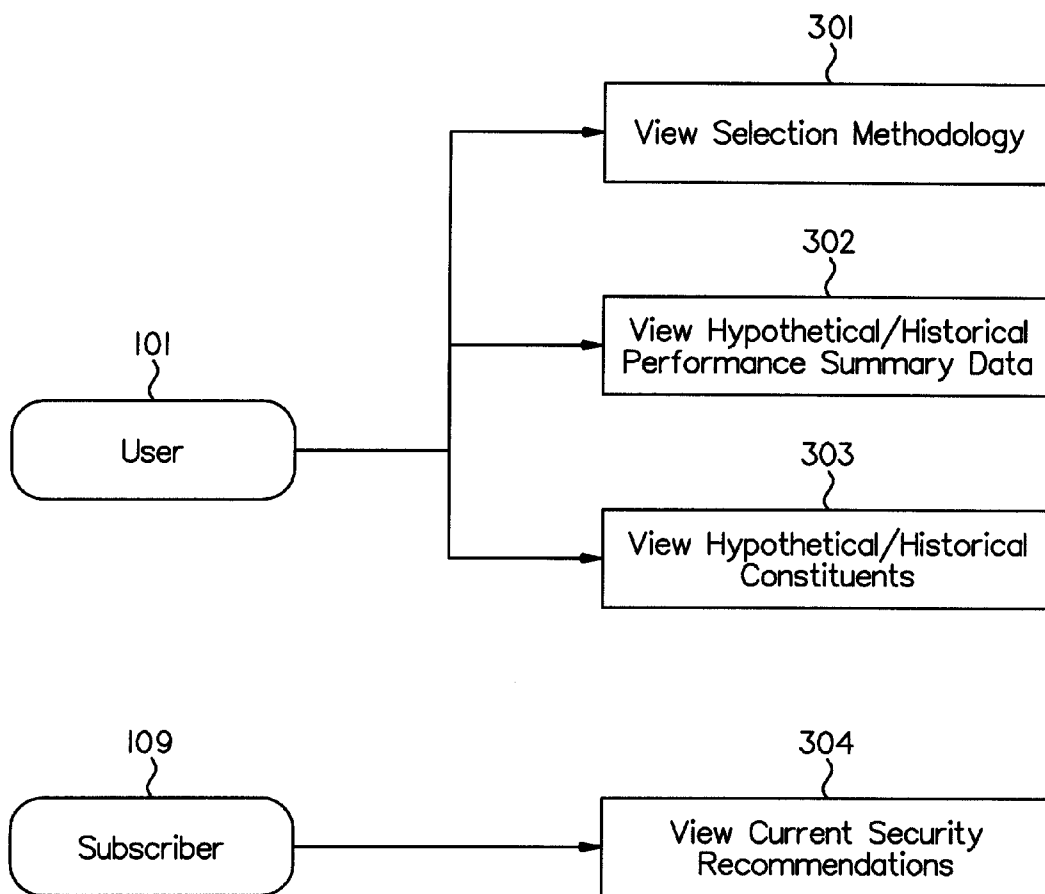 301
View Selection Methodology
302
View Hypothetical/Historical
Performance Summary Data
101
User
303
View Hypothetical/Historical
Constituents
109
Subscriber
304
View Current Security
Recommendations